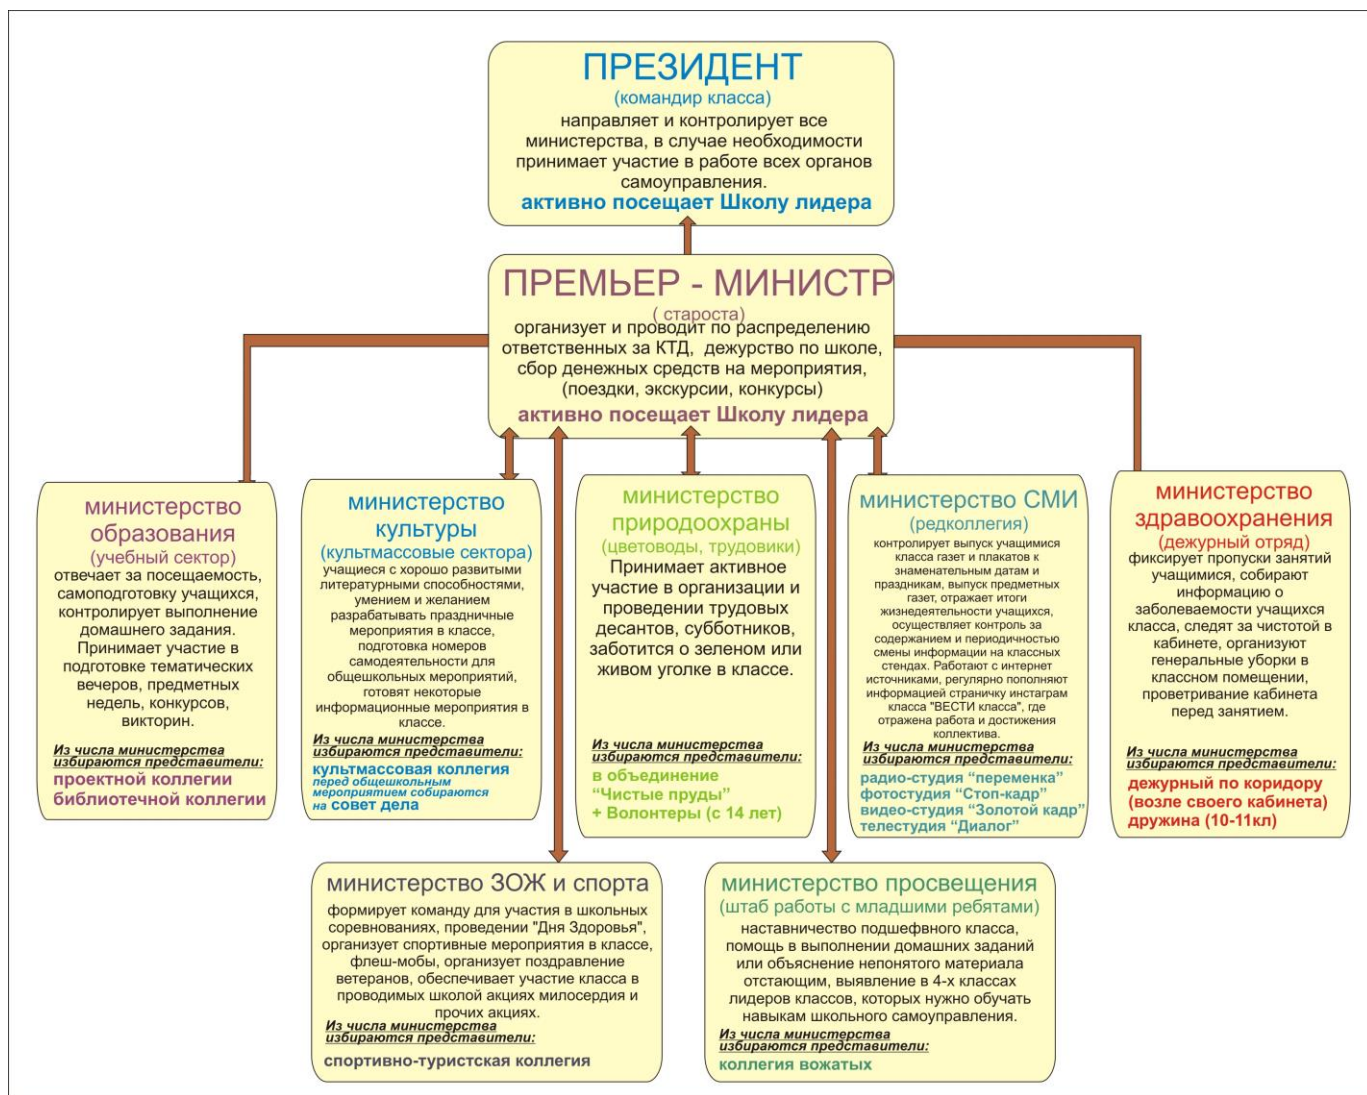 ПРЕЗИДЕНТ
(командир класса)
направляет и контролирует все
министерства, в случае необходимости
принимает участие в работе всех органов
самоуправления.
активно посещает Школу лидера
ПРЕМЬЕР - МИНИСТР
( староста)
организует и проводит по распределению
ответственных за КТД, дежурство по школе,
сбор денежных средств на мероприятия,
(поездки, экскурсии, конкурсы)
активно посещает Школу лидера
министерство
образования
(учебный сектор)
отвечает за посещаемость,
самоподготовку учащихся,
контролирует выполнение
домашнего задания.
Принимает участие в
подготовке тематических
вечеров, предметных
недель, конкурсов,
викторин.
Из числа министерства
избираются представители:
проектной коллегии
библиотечной коллегии
министерство
культуры
(культмассовые сектора)
учащиеся с хорошо развитыми
литературными способностями,
умением и желанием
разрабатывать праздничные
мероприятия в классе,
подготовка номеров
самодеятельности для
общешкольных мероприятий,
готовят некоторые
информационные мероприятия в
классе.
Из числа министерства
избираются представители:
культмассовая коллегия
перед общешкольным
мероприятием собираются
на совет дела
министерство
природоохраны
(цветоводы, трудовики)
Принимает активное
участие в организации и
проведении трудовых
десантов, субботников,
заботится о зеленом или
живом уголке в классе.
Из числа министерства
избираются представители:
в объединение
“Чистые пруды”
+ Волонтеры (с 14 лет)
министерство СМИ
(редколлегия)
контролирует выпуск учащимися
класса газет и плакатов к
знаменательным датам и
праздникам, выпуск предметных
газет, отражает итоги
жизнедеятельности учащихся,
осуществляет контроль за
содержанием и периодичностью
смены информации на классных
стендах. Работают с интернет
источниками, регулярно пополняют
информацией страничку инстаграм
класса "ВЕСТИ класса", где
отражена работа и достижения
коллектива.
Из числа министерства
избираются представители:
радио-студия “переменка”
фотостудия “Стоп-кадр”
видео-студия “Золотой кадр”
телестудия “Диалог”
министерство
здравоохранения
(дежурный отряд)
фиксирует пропуски занятий
учащимися, собирают
информацию о
заболеваемости учащихся
класса, следят за чистотой в
кабинете, организуют
генеральные уборки в
классном помещении,
проветривание кабинета
перед занятием.
Из числа министерства
избираются представители:
дежурный по коридору
(возле своего кабинета)
дружина (10-11кл)
министерство ЗОЖ и спорта
формирует команду для участия в школьных
соревнованиях, проведении "Дня Здоровья",
организует спортивные мероприятия в классе,
флеш-мобы, организует поздравление
ветеранов, обеспечивает участие класса в
проводимых школой акциях милосердия и
прочих акциях.
Из числа министерства
избираются представители:
спортивно-туристская коллегия
министерство просвещения
(штаб работы с младшими ребятами)
наставничество подшефвного класса,
помощь в выполнении домашних заданий
или объяснение непонятого материала
отстающим, выявление в 4-х классах
лидеров классов, которых нужно обучать
навыкам школьного самоуправления.
Из числа министерства
избираются представители:
коллегия вожатых